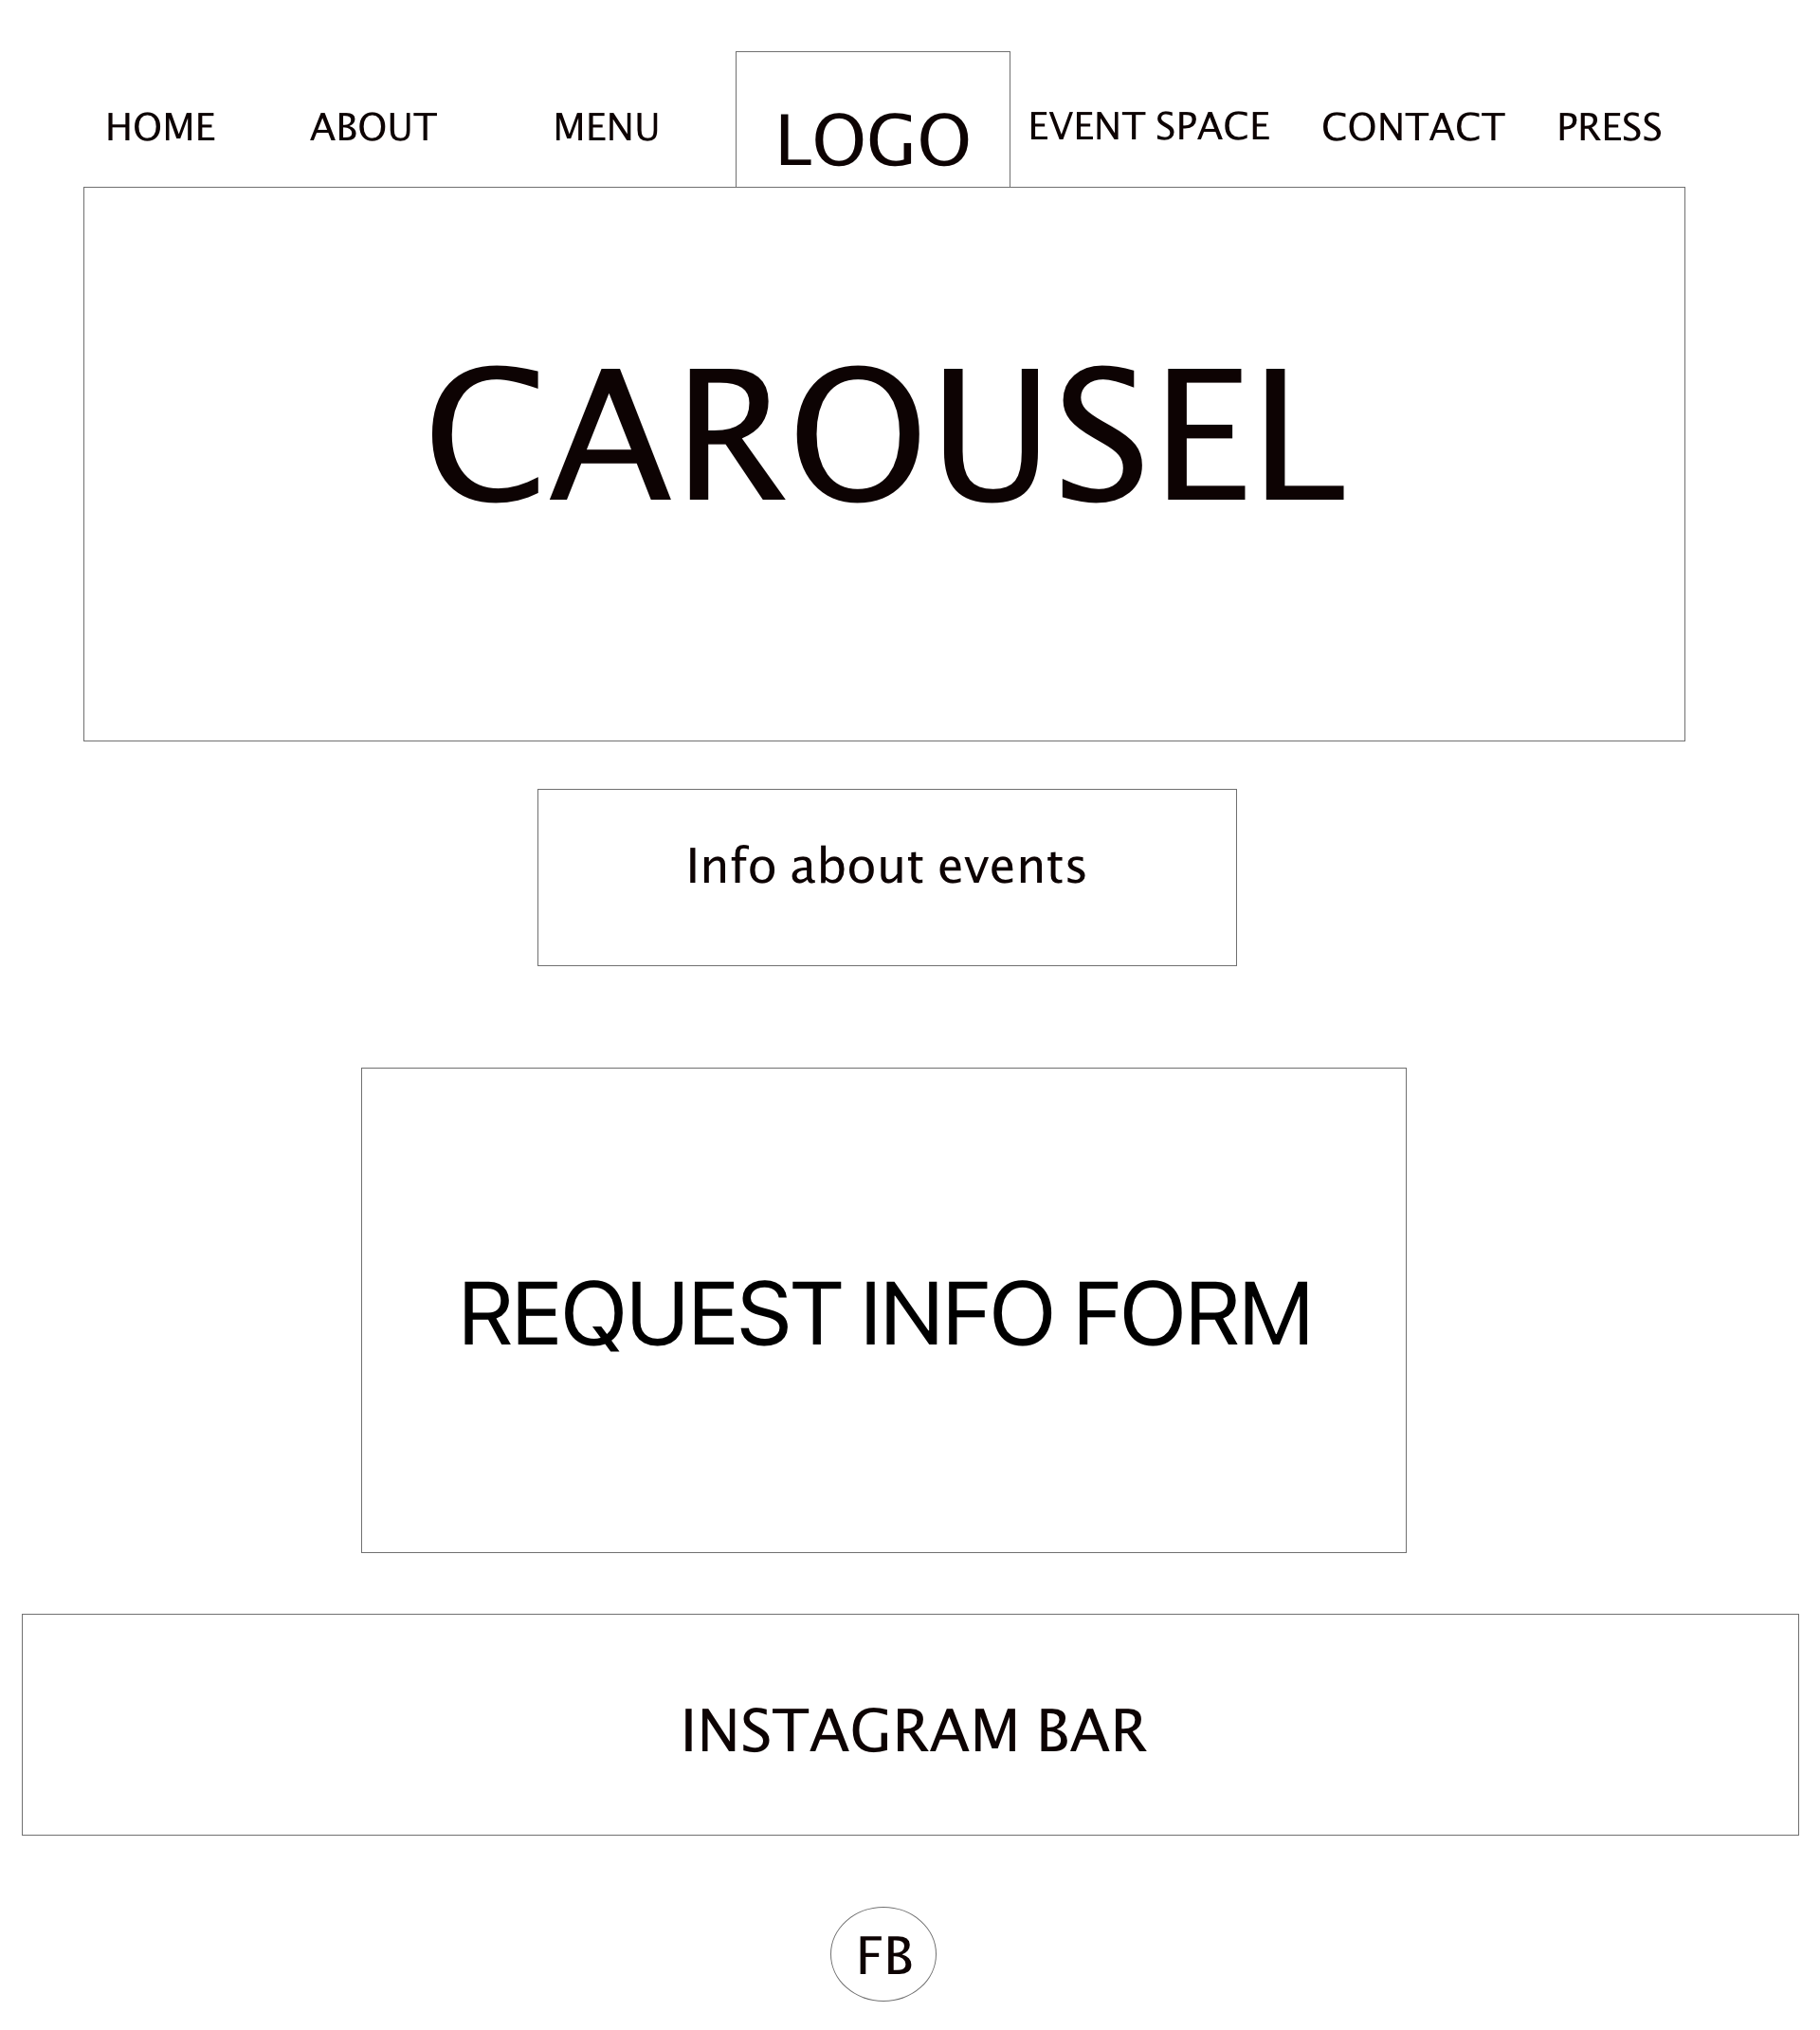 HOME ABOUT MENU LOGO EVENT SPACE CONTACT PRESS
CAROUSEL
Info about events
REQUEST INFO FORM
INSTAGRAM BAR
FB